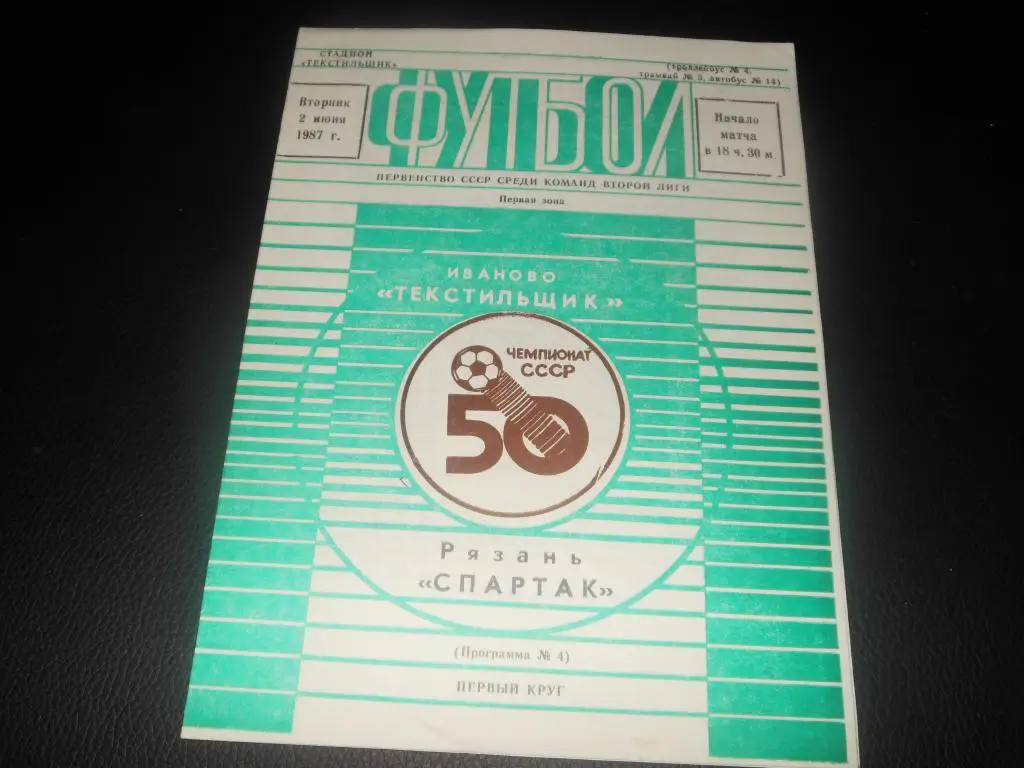 СТАДИОН
«ТЕКСТИЛЬЩИК»
(троллейбус № 4,
трамвай № 3, автобус № 14)
Вторник
2 июня
1987 г.
ФУТБОЛ
Начало
матча
в 18 ч. 30 м.
ПЕРВЕНСТВО СССР СРЕДИ КОМАНД ВТОРОЙ ЛИГИ
Первая зона
ИВАНОВО
«ТЕКСТИЛЬЩИК»
ЧЕМПИОНАТ
СССР
50
Рязань
«СПАРТАК»
(Программа № 4)
ПЕРВЫЙ КРУГ